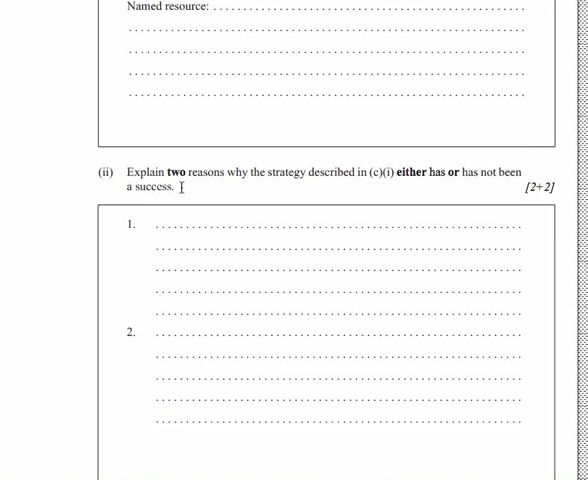 Named resource: ..............................................
(ii) Explain two reasons why the strategy described in (c)(i) either has or has not been
a success. [2+2]
1.
2.